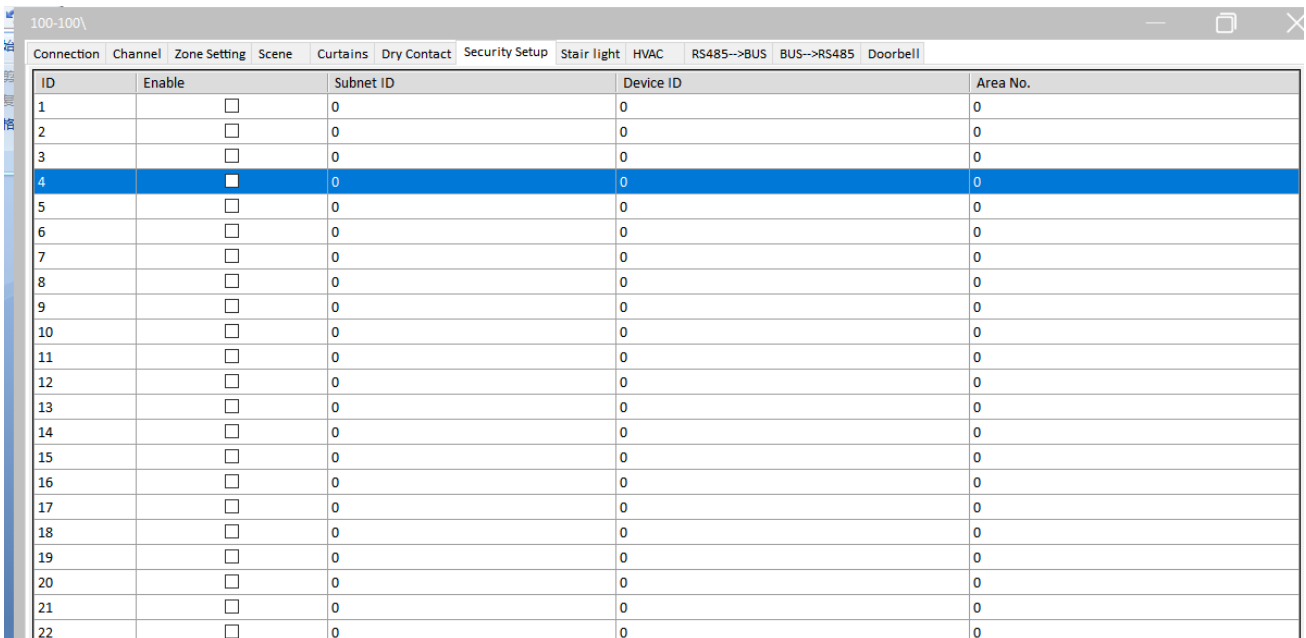 100-100\
Connection Channel Zone Setting Scene Curtains Dry Contact Security Setup Stair light HVAC RS485-->BUS BUS-->RS485 Doorbell
ID Enable Subnet ID Device ID Area No.
1 0 0 0
2 0 0 0
3 0 0 0
4 0 0 0
5 0 0 0
6 0 0 0
7 0 0 0
8 0 0 0
9 0 0 0
10 0 0 0
11 0 0 0
12 0 0 0
13 0 0 0
14 0 0 0
15 0 0 0
16 0 0 0
17 0 0 0
18 0 0 0
19 0 0 0
20 0 0 0
21 0 0 0
22 0 0 0